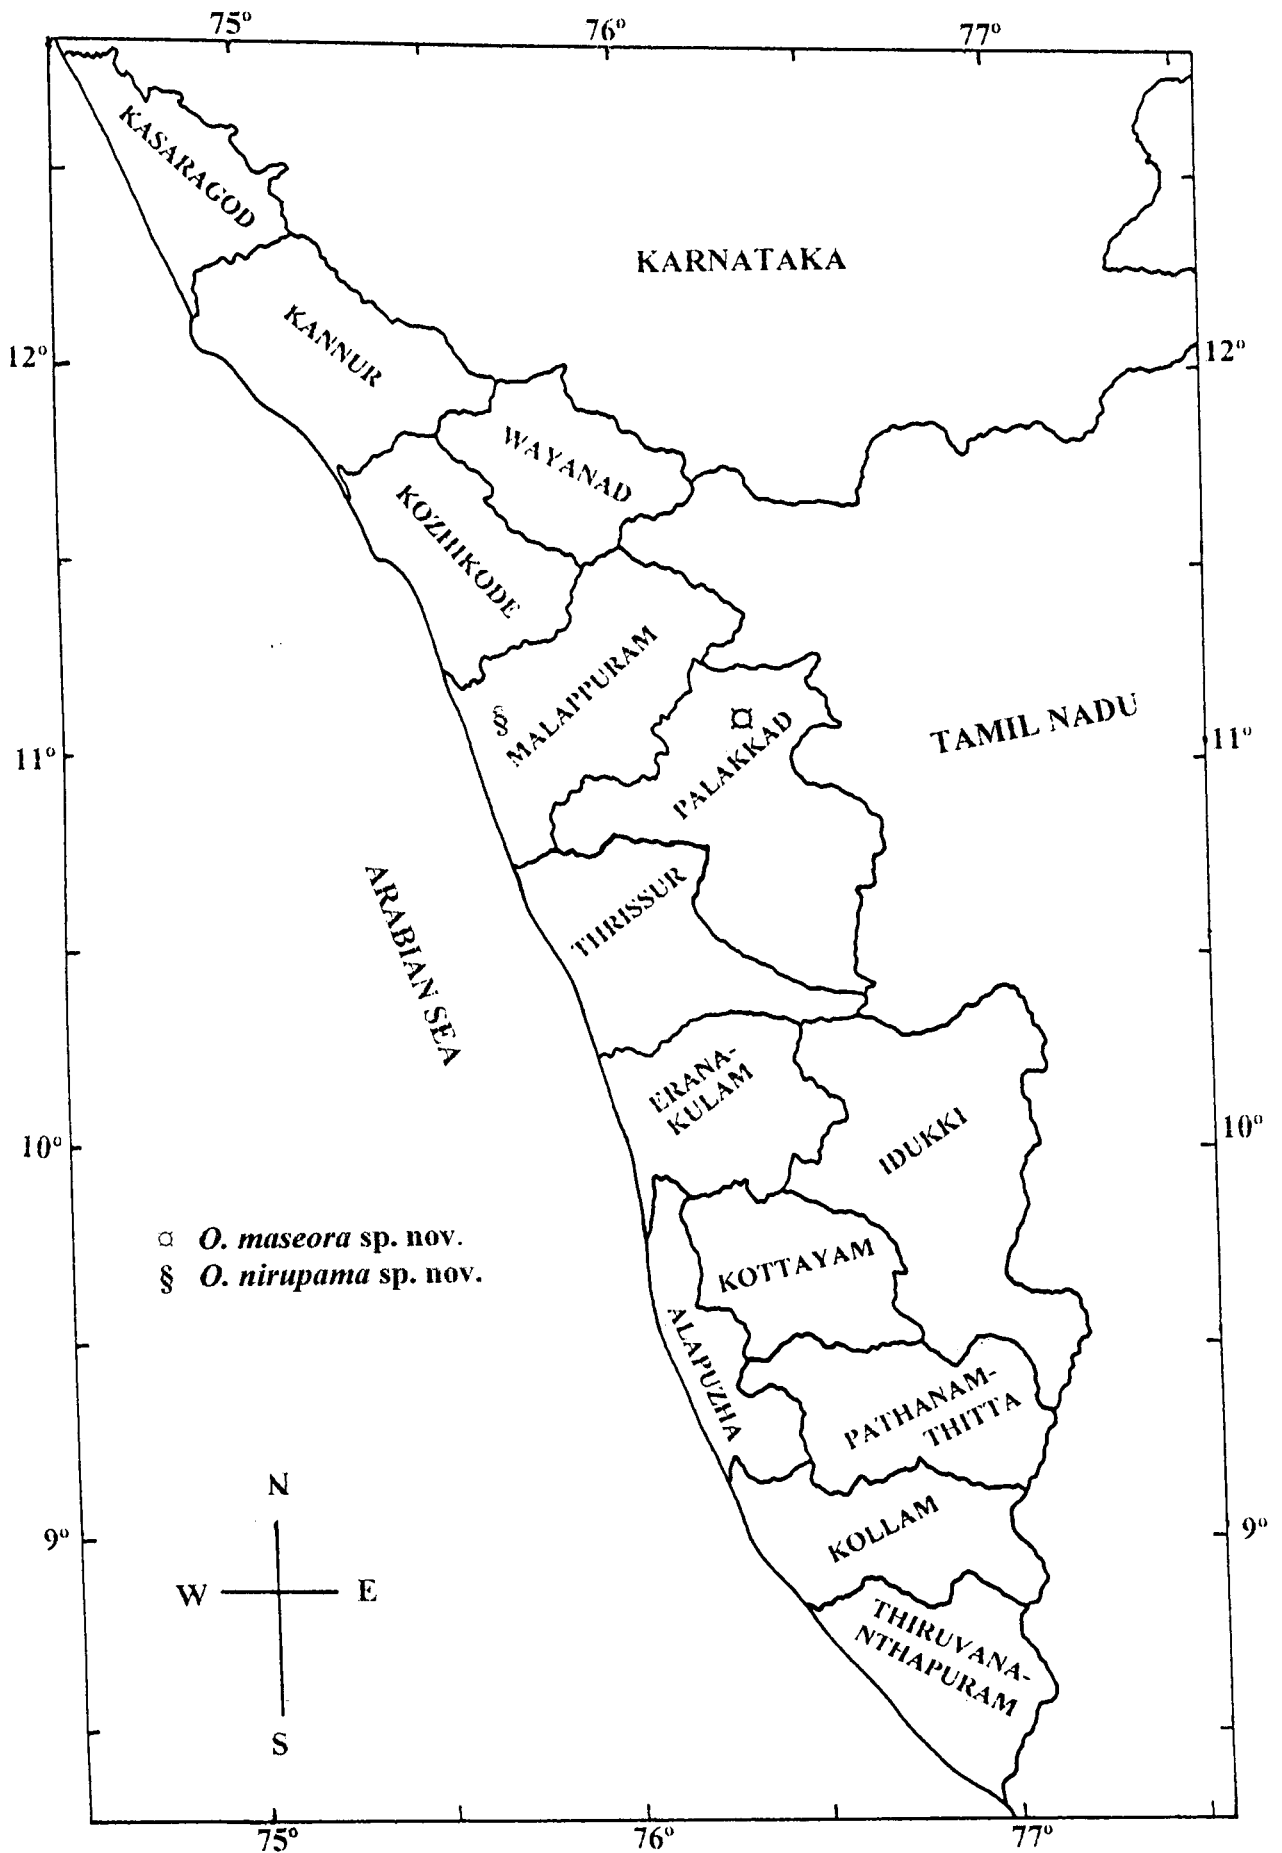 75° 76° 77°
KASARAGOD
KARNATAKA
KANNUR
12° 12°
WAYANAD
KOZHIKODE
MALAPPURAM
§
¤
TAMIL NADU
11° 11°
PALAKKAD
THRISSUR
ARABIAN SEA
ERANA-
KULAM
10° 10°
IDUKKI
¤ O. maseora sp. nov.
§ O. nirupama sp. nov.
KOTTAYAM
ALAPUZHA
PATHANAM-
THITTA
N
KOLLAM
9° 9°
W E
THIRUVANA-
NTHAPURAM
S
75° 76° 77°